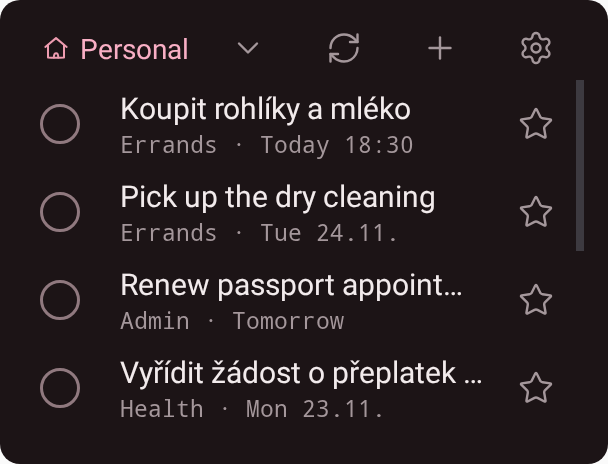 Personal
Koupit rohlíky a mléko
Errands · Today 18:30
Pick up the dry cleaning
Errands · Tue 24.11.
Renew passport appoint…
Admin · Tomorrow
Vyřídit žádost o přeplatek …
Health · Mon 23.11.